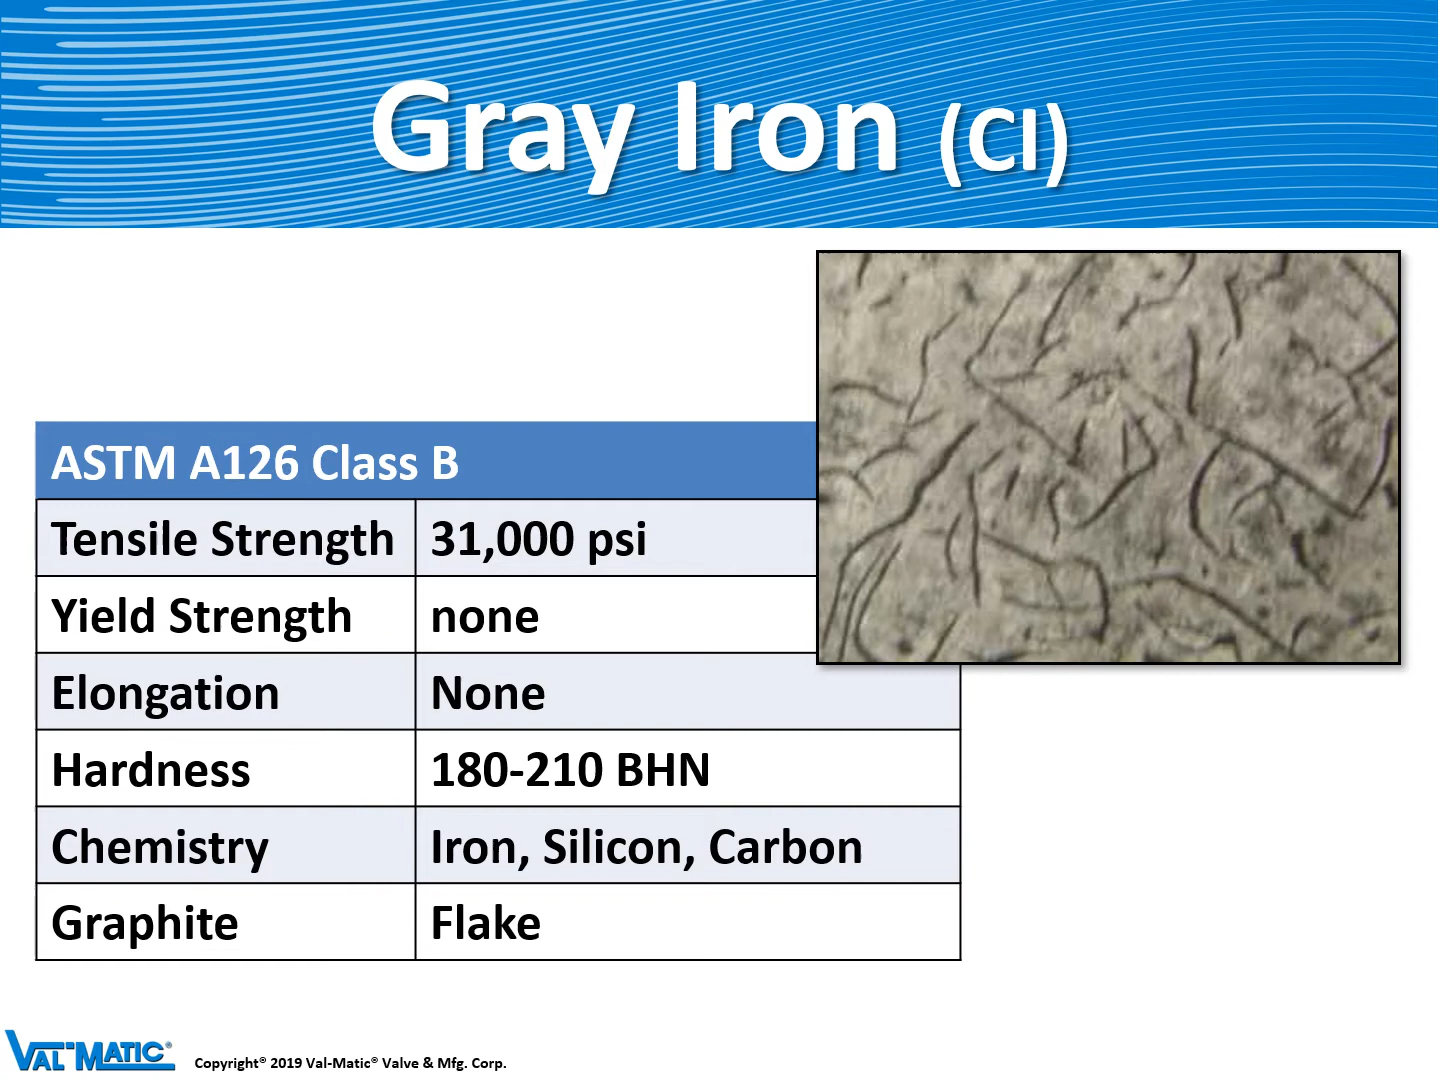 Gray Iron (CI)
ASTM A126 Class B
Tensile Strength 31,000 psi
Yield Strength none
Elongation None
Hardness 180-210 BHN
Chemistry Iron, Silicon, Carbon
Graphite Flake
VAL-MATIC®
Copyright® 2019 Val-Matic® Valve & Mfg. Corp.